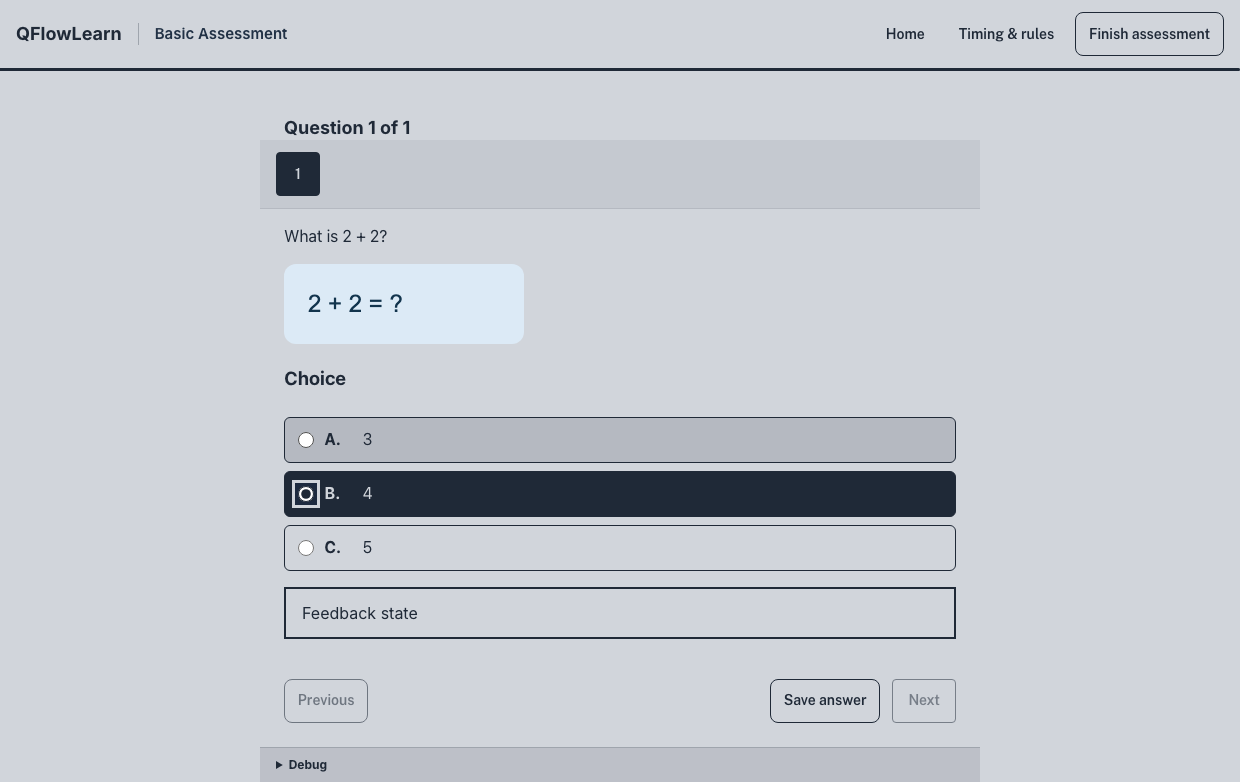 QFlowLearn
Basic Assessment
Home
Timing & rules
Finish assessment
Question 1 of 1
1
What is 2 + 2?
2 + 2 = ?
Choice
A. 3
B. 4
C. 5
Feedback state
Previous
Save answer
Next
Debug